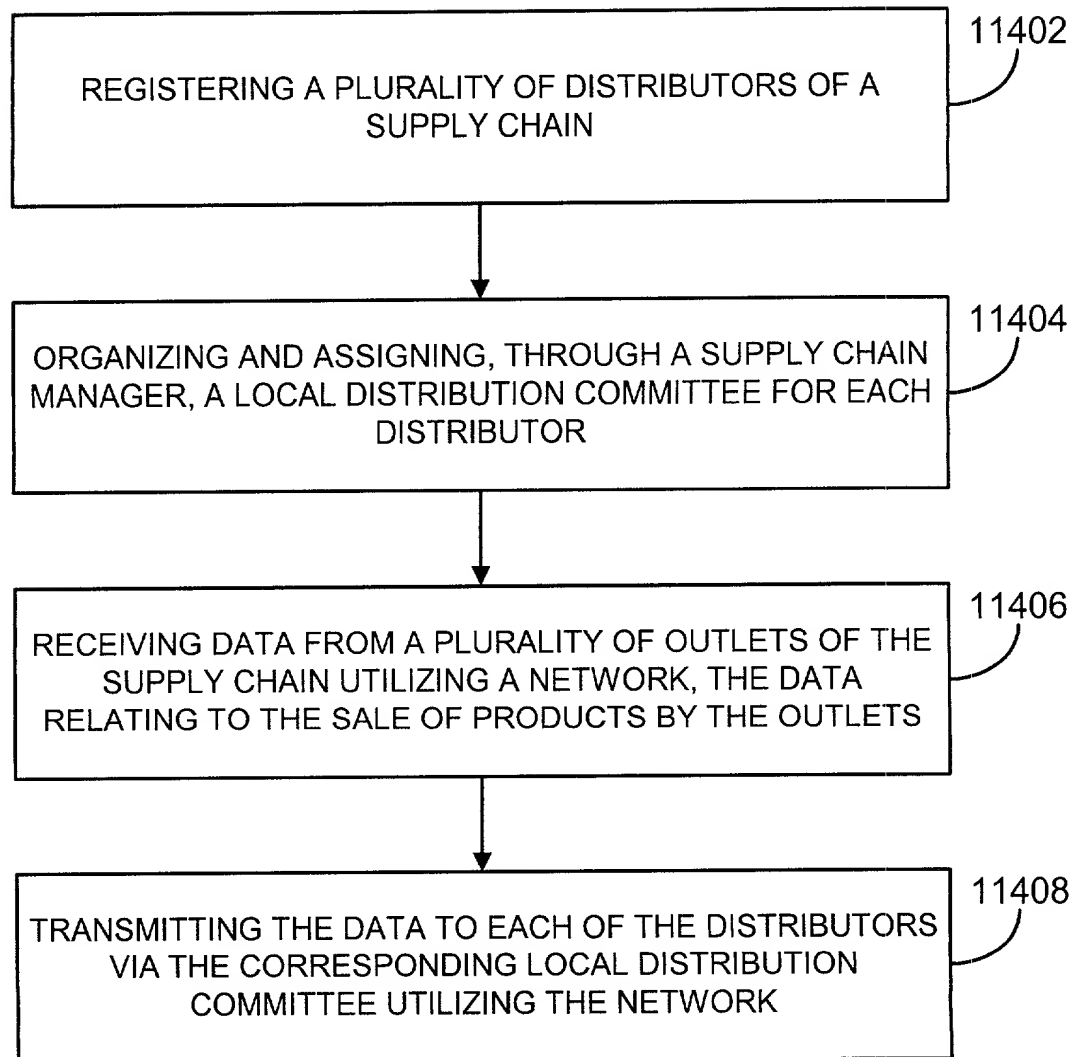 11402
REGISTERING A PLURALITY OF DISTRIBUTORS OF A
SUPPLY CHAIN
11404
ORGANIZING AND ASSIGNING, THROUGH A SUPPLY CHAIN
MANAGER, A LOCAL DISTRIBUTION COMMITTEE FOR EACH
DISTRIBUTOR
11406
RECEIVING DATA FROM A PLURALITY OF OUTLETS OF THE
SUPPLY CHAIN UTILIZING A NETWORK, THE DATA
RELATING TO THE SALE OF PRODUCTS BY THE OUTLETS
11408
TRANSMITTING THE DATA TO EACH OF THE DISTRIBUTORS
VIA THE CORRESPONDING LOCAL DISTRIBUTION
COMMITTEE UTILIZING THE NETWORK